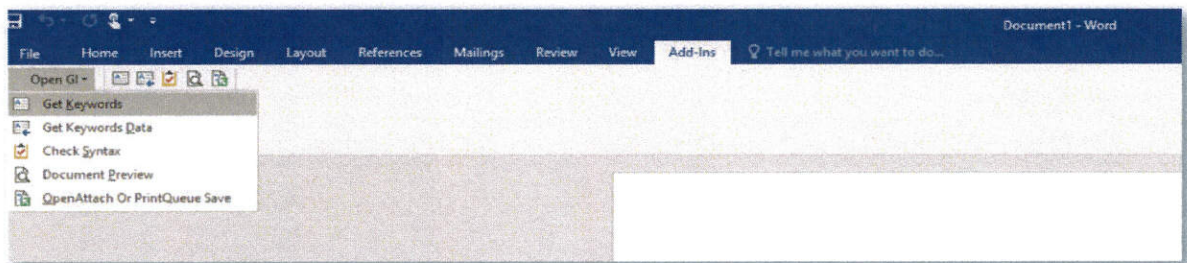 Document1 - Word
File Home Insert Design Layout References Mailings Review View Add-Ins Tell me what you want to do...
Open GI
Get Keywords
Get Keywords Data
Check Syntax
Document Preview
OpenAttach Or PrintQueue Save